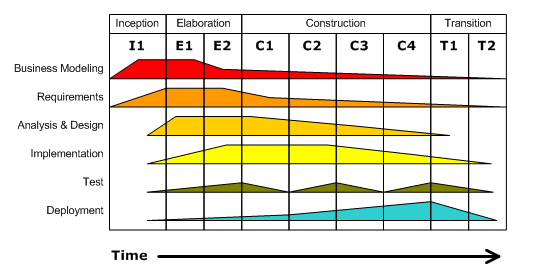 Inception Elaboration Construction Transition
I1 E1 E2 C1 C2 C3 C4 T1 T2
Business Modeling
Requirements
Analysis & Design
Implementation
Test
Deployment
Time